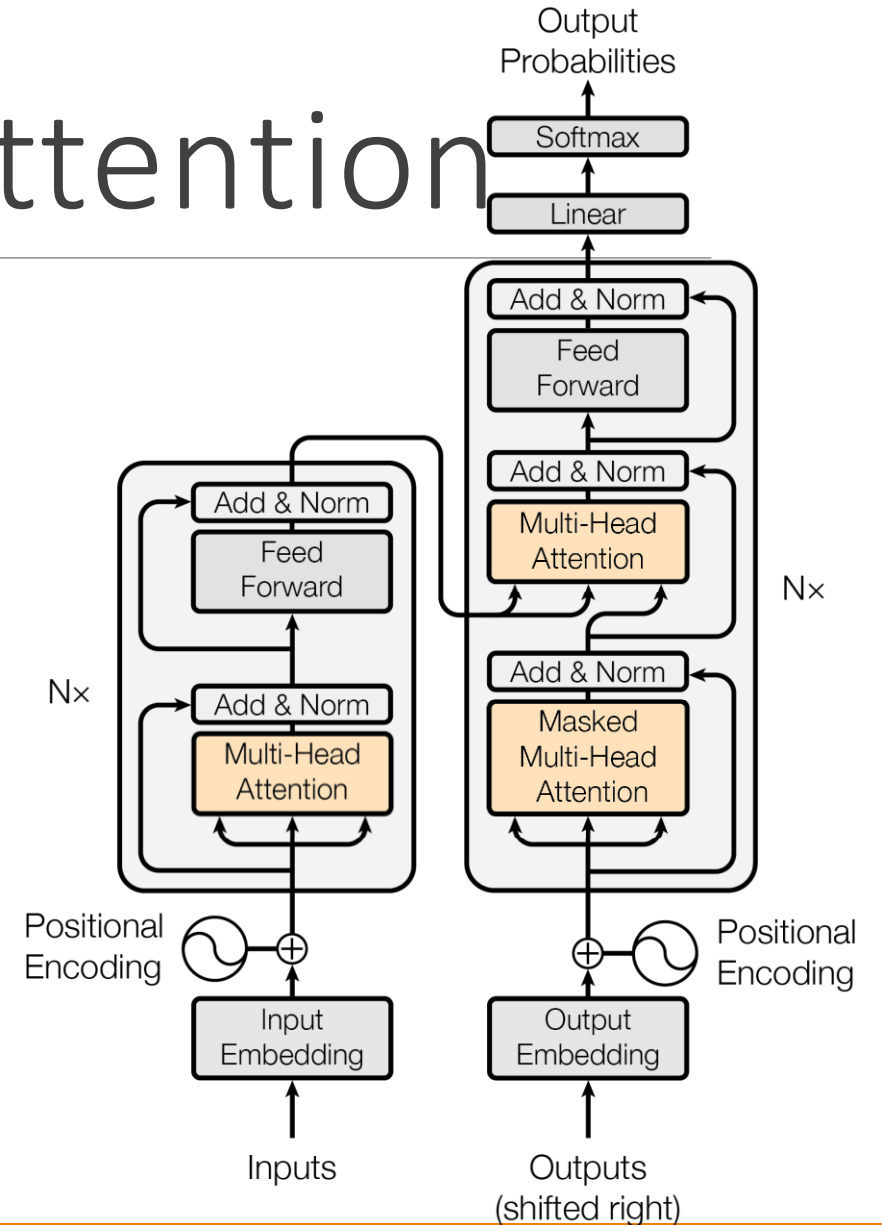 Output
Probabilities
Softmax
ttention
Linear
Add & Norm
Feed
Forward
Add & Norm
Multi-Head
Attention
Nx
Add & Norm
Masked
Multi-Head
Attention
Add & Norm
Feed
Forward
Nx
Add & Norm
Multi-Head
Attention
Positional
Encoding
Positional
Encoding
Input
Embedding
Output
Embedding
Inputs
Outputs
(shifted right)